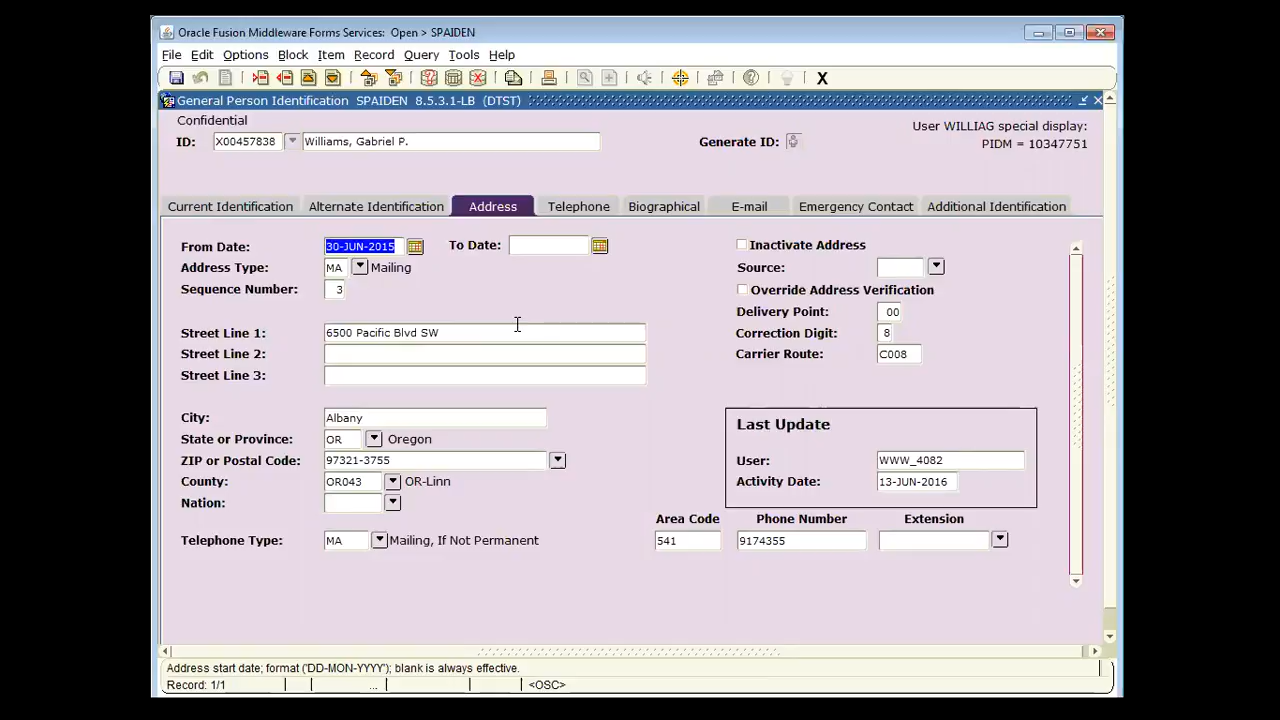 Oracle Fusion Middleware Forms Services: Open > SPAIDEN
File Edit Options Block Item Record Query Tools Help
General Person Identification SPAIDEN 8.5.3.1-LB (DTST)
Confidential
User WILLIAG special display:
ID: X00457838 Williams, Gabriel P. Generate ID: PIDM = 10347751
Current Identification Alternate Identification Address Telephone Biographical E-mail Emergency Contact Additional Identification
From Date: 30-JUN-2015 To Date: Inactivate Address
Address Type: MA Mailing Source:
Sequence Number: 3 Override Address Verification
Delivery Point: 00
Street Line 1: 6500 Pacific Blvd SW Correction Digit: 8
Street Line 2: Carrier Route: C008
Street Line 3:
City: Albany Last Update
State or Province: OR Oregon
ZIP or Postal Code: 97321-3755 User: WWW_4082
County: OR043 OR-Linn Activity Date: 13-JUN-2016
Nation:
Area Code Phone Number Extension
Telephone Type: MA Mailing, If Not Permanent 541 9174355
Address start date; format ('DD-MON-YYYY'); blank is always effective.
Record: 1/1 ... <OSC>